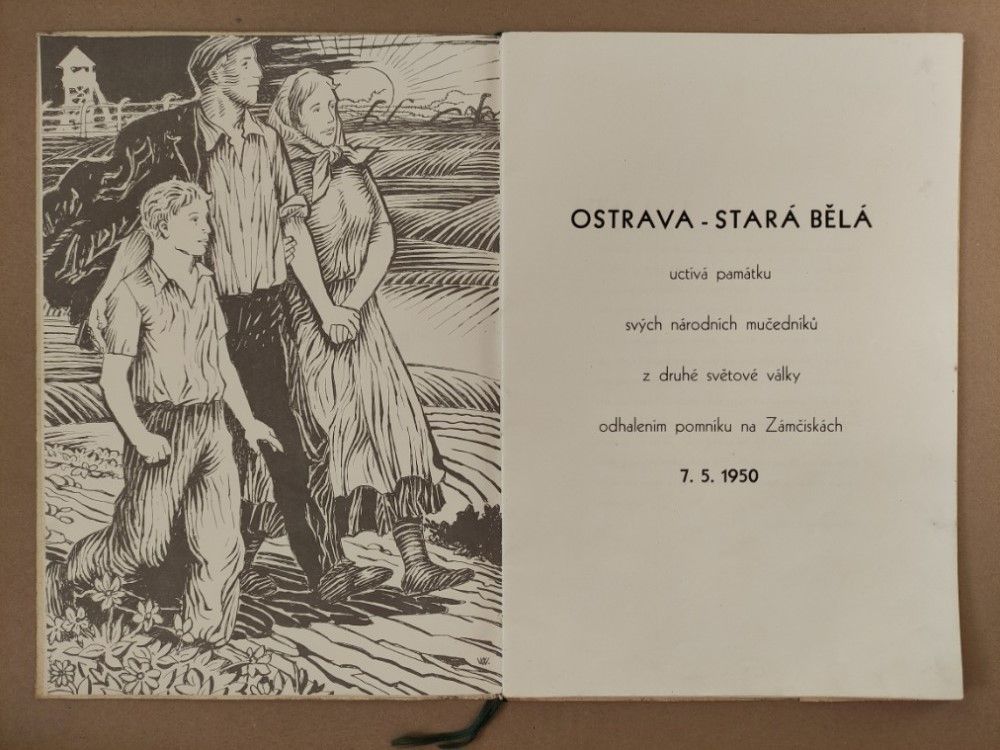 OSTRAVA - STARÁ BĚLÁ
uctívá památku
svých národních mučedníků
z druhé světové války
odhalením pomníku na Zámčiskách
7. 5. 1950